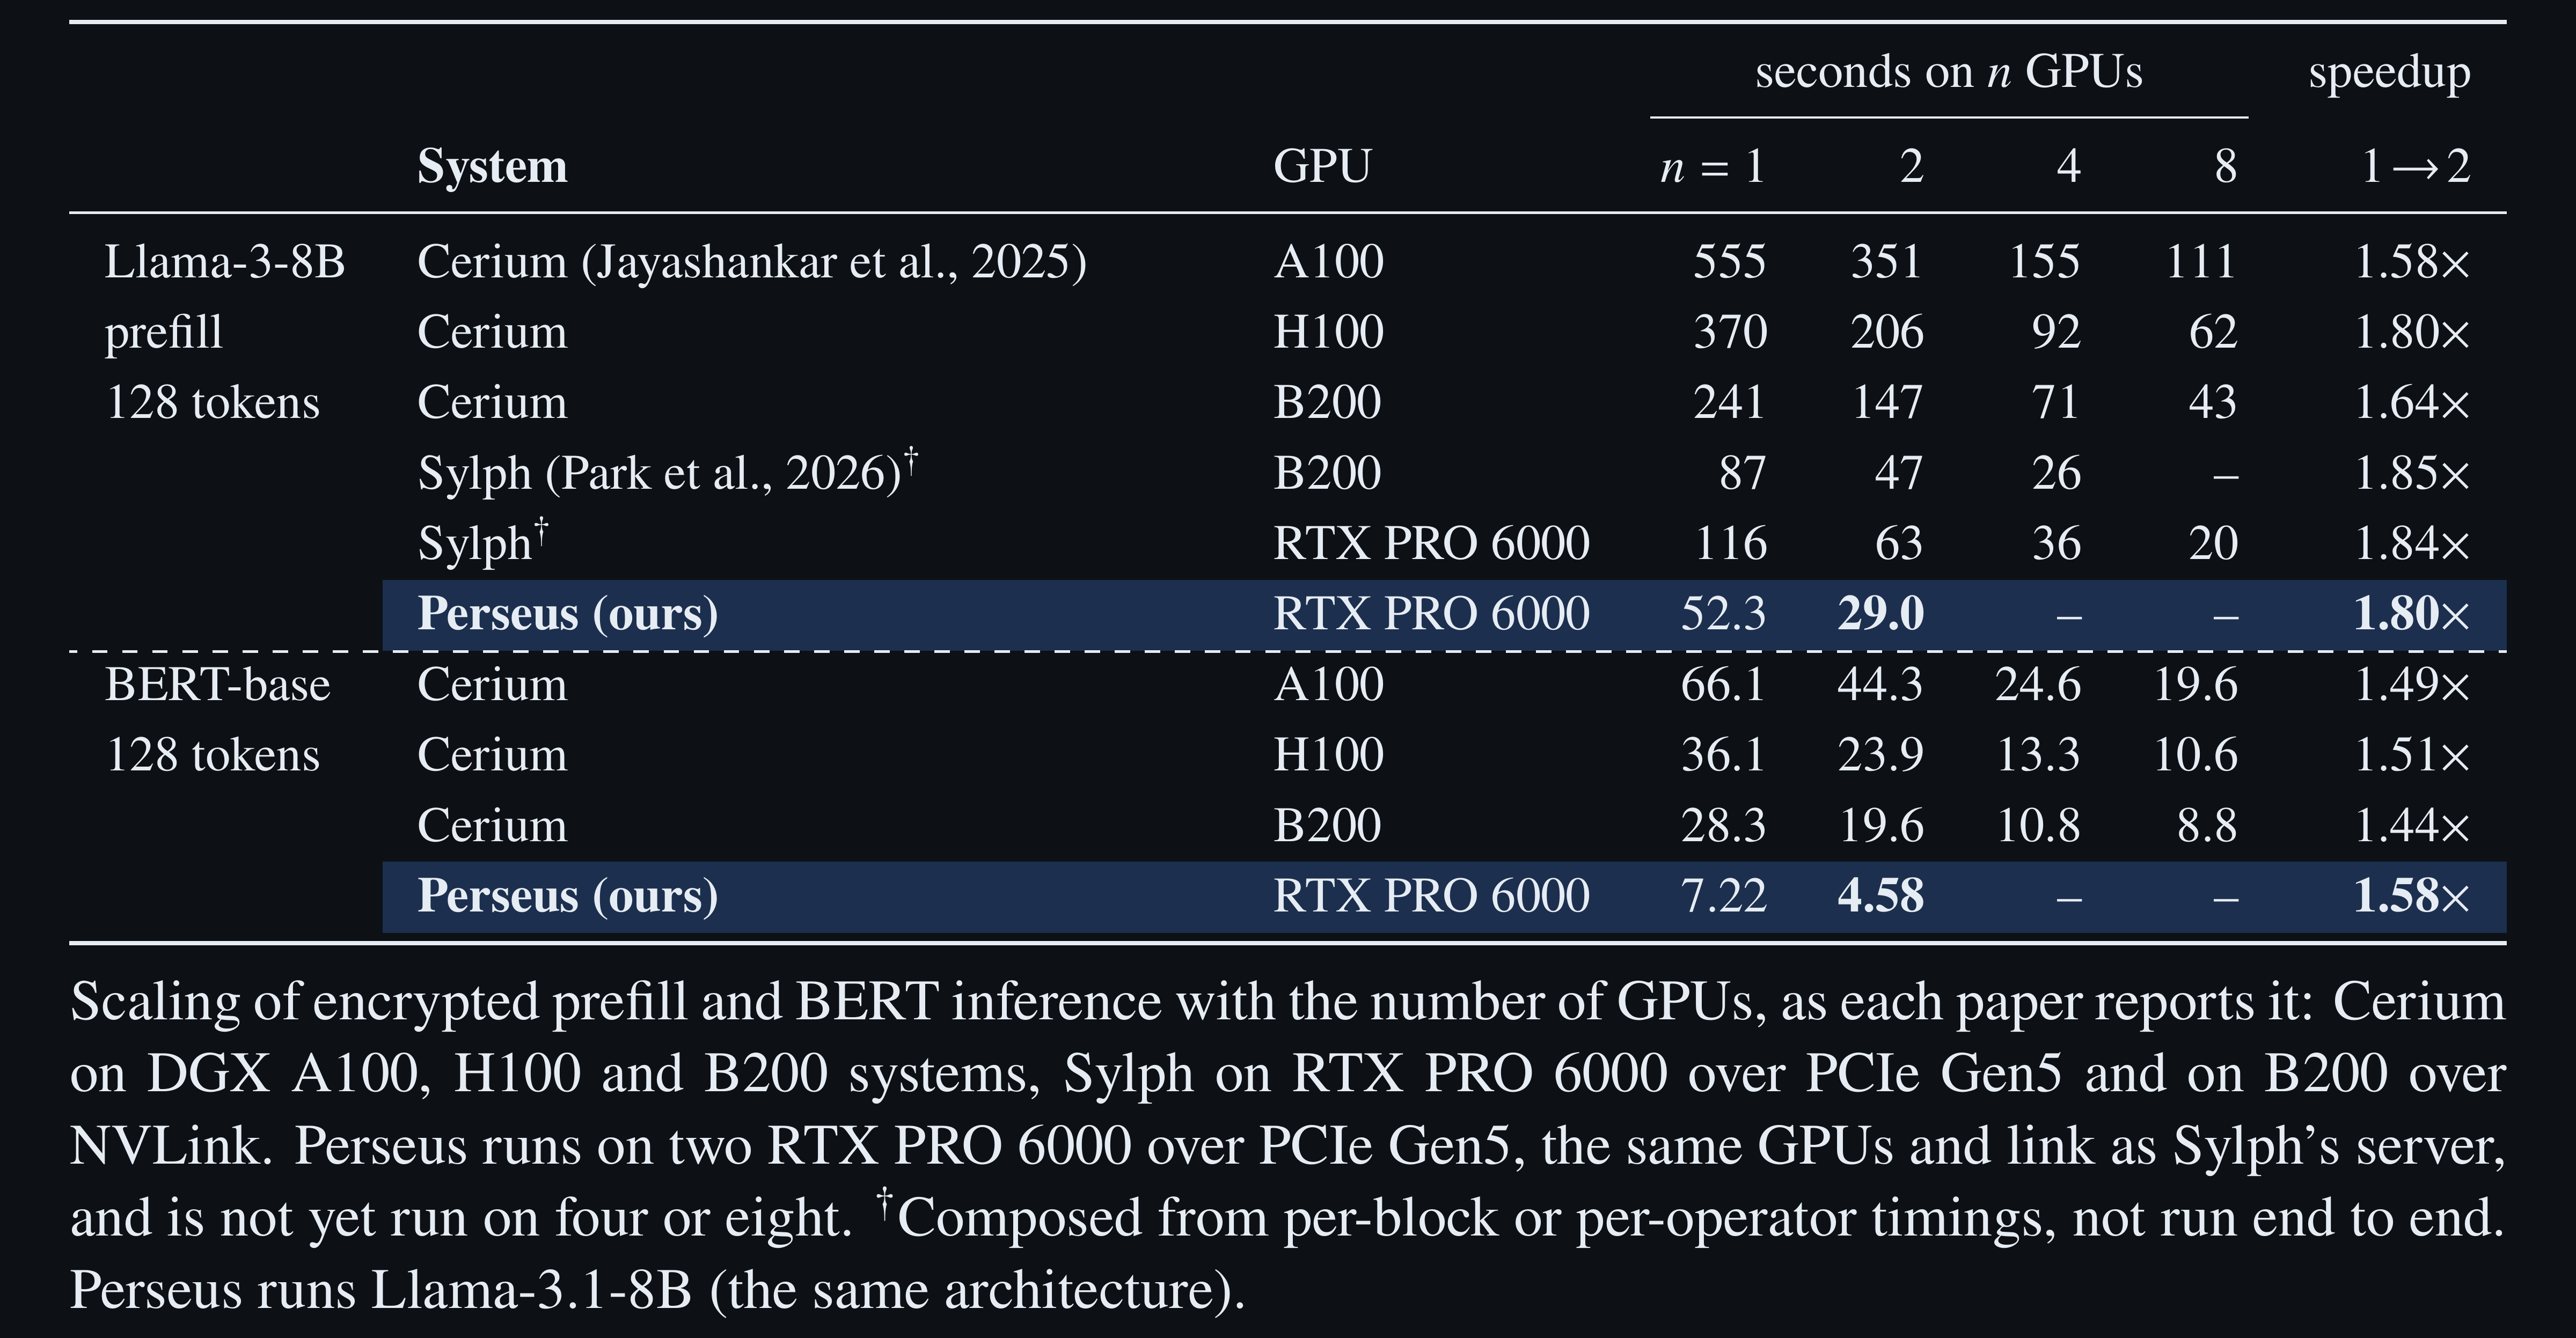 seconds on n GPUs speedup
System GPU n = 1 2 4 8 1→2
Llama-3-8B Cerium (Jayashankar et al., 2025) A100 555 351 155 111 1.58×
prefill Cerium H100 370 206 92 62 1.80×
128 tokens Cerium B200 241 147 71 43 1.64×
Sylph (Park et al., 2026)† B200 87 47 26 – 1.85×
Sylph† RTX PRO 6000 116 63 36 20 1.84×
Perseus (ours) RTX PRO 6000 52.3 29.0 – – 1.80×
BERT-base Cerium A100 66.1 44.3 24.6 19.6 1.49×
128 tokens Cerium H100 36.1 23.9 13.3 10.6 1.51×
Cerium B200 28.3 19.6 10.8 8.8 1.44×
Perseus (ours) RTX PRO 6000 7.22 4.58 – – 1.58×
Scaling of encrypted prefill and BERT inference with the number of GPUs, as each paper reports it: Cerium
on DGX A100, H100 and B200 systems, Sylph on RTX PRO 6000 over PCIe Gen5 and on B200 over
NVLink. Perseus runs on two RTX PRO 6000 over PCIe Gen5, the same GPUs and link as Sylph’s server,
and is not yet run on four or eight. †Composed from per-block or per-operator timings, not run end to end.
Perseus runs Llama-3.1-8B (the same architecture).